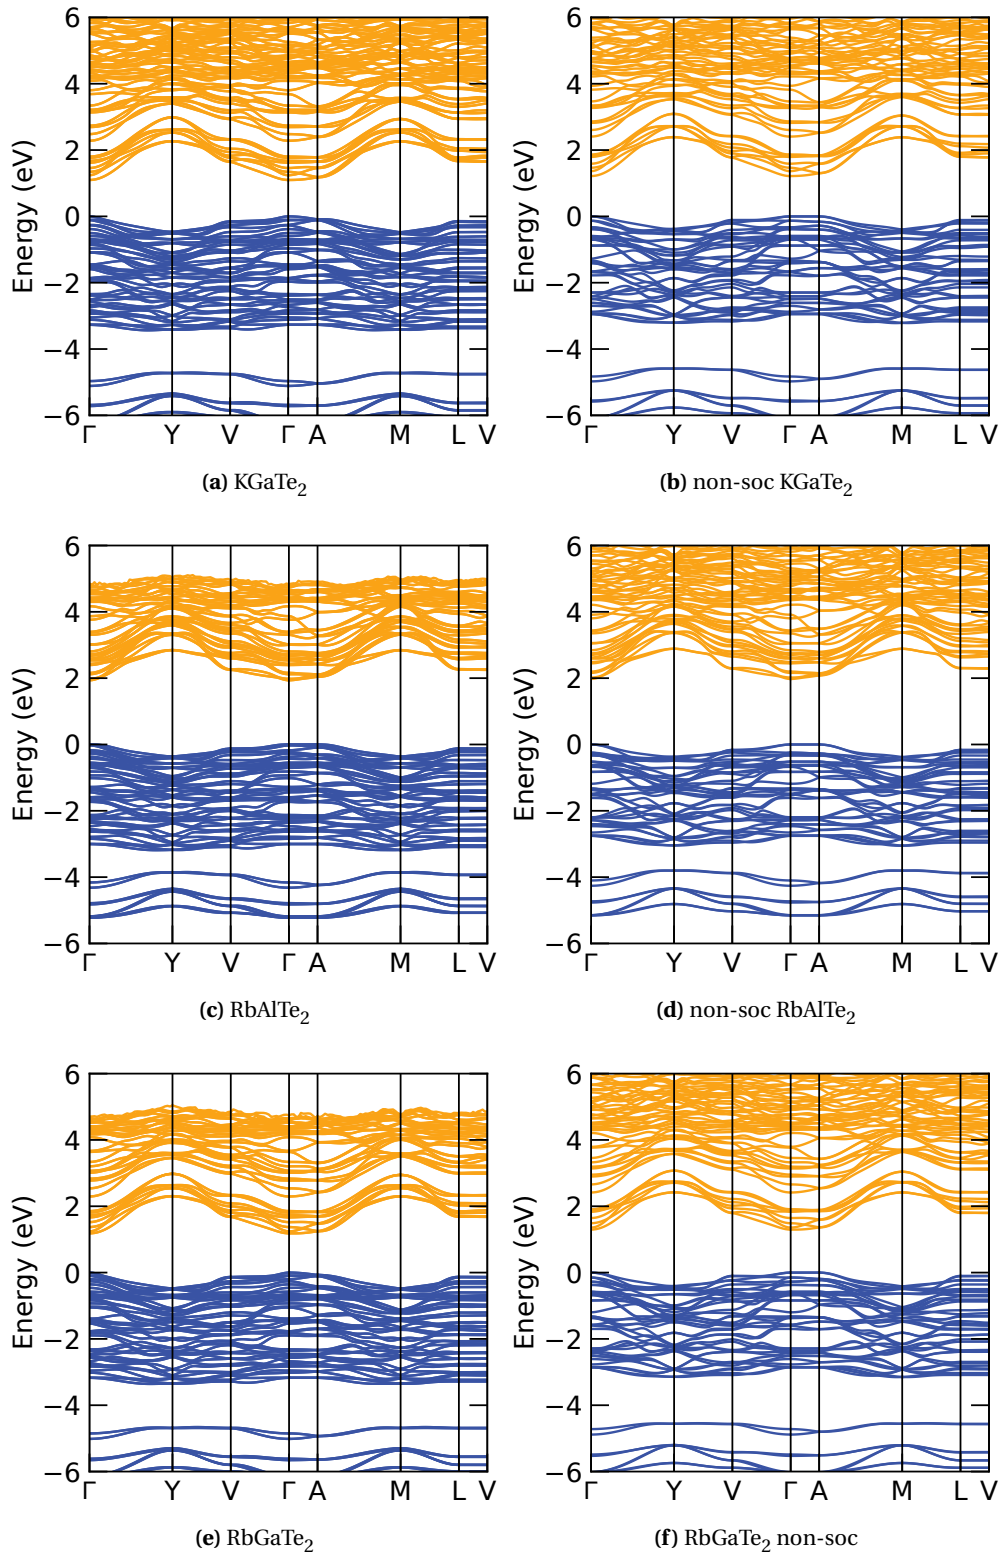 6
4
2
0
−2
−4
−6
Energy (eV)
Γ Y V Γ A M L V
(a) KGaTe2
6
4
2
0
−2
−4
−6
Energy (eV)
Γ Y V Γ A M L V
(b) non-soc KGaTe2
6
4
2
0
−2
−4
−6
Energy (eV)
Γ Y V Γ A M L V
(c) RbAlTe2
6
4
2
0
−2
−4
−6
Energy (eV)
Γ Y V Γ A M L V
(d) non-soc RbAlTe2
6
4
2
0
−2
−4
−6
Energy (eV)
Γ Y V Γ A M L V
(e) RbGaTe2
6
4
2
0
−2
−4
−6
Energy (eV)
Γ Y V Γ A M L V
(f) RbGaTe2 non-soc